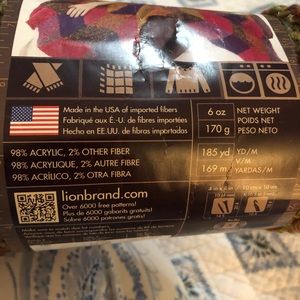 Made in the USA of imported fibers
Fabriqué aux É.-U. de fibres importées
Hecho en EE.UU. de fibras importadas
6 oz
170 g
NET WEIGHT
POIDS NET
PESO NETO
98% ACRYLIC, 2% OTHER FIBER
98% ACRYLIQUE, 2% AUTRE FIBRE
98% ACRÍLICO, 2% OTRA FIBRA
185 yd
169 m
YD/M
V/M
YARDAS/M
lionbrand.com
Over 6000 free patterns!
Plus de 6000 gabarits gratuits!
Sobre 6000 patrones gratis!